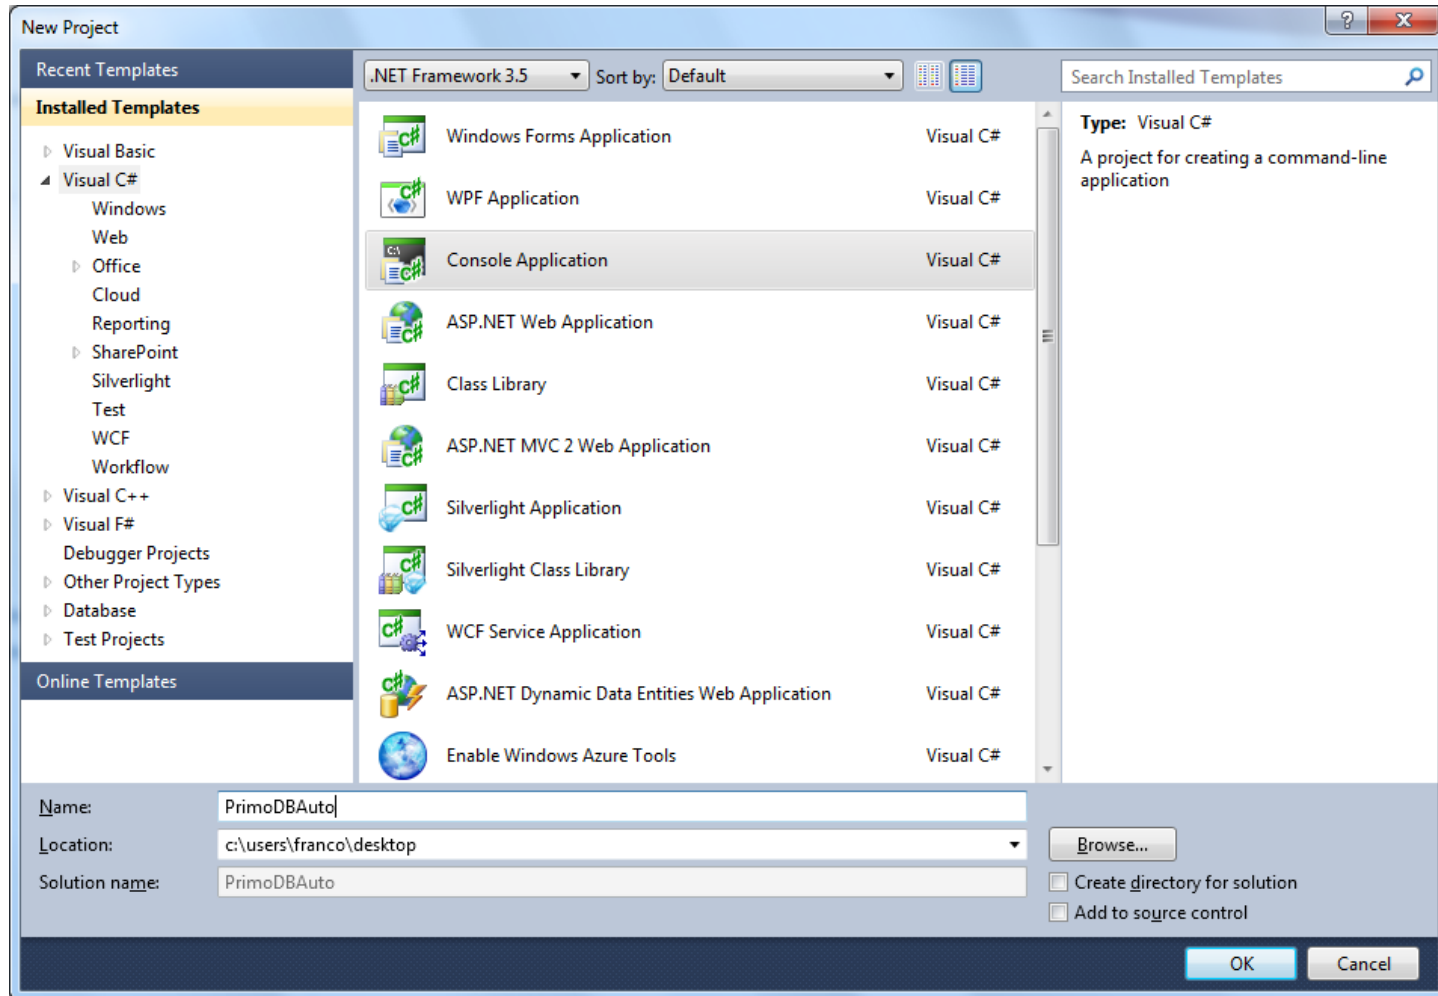 New Project
Recent Templates
Installed Templates
Visual Basic
Visual C#
Windows
Web
Office
Cloud
Reporting
SharePoint
Silverlight
Test
WCF
Workflow
Visual C++
Visual F#
Debugger Projects
Other Project Types
Database
Test Projects
Online Templates
.NET Framework 3.5 Sort by: Default
Windows Forms Application Visual C#
WPF Application Visual C#
Console Application Visual C#
ASP.NET Web Application Visual C#
Class Library Visual C#
ASP.NET MVC 2 Web Application Visual C#
Silverlight Application Visual C#
Silverlight Class Library Visual C#
WCF Service Application Visual C#
ASP.NET Dynamic Data Entities Web Application Visual C#
Enable Windows Azure Tools Visual C#
Search Installed Templates
Type: Visual C#
A project for creating a command-line
application
Name: PrimoDBAuto
Location: c:\users\franco\desktop Browse...
Solution name: PrimoDBAuto
Create directory for solution
Add to source control
OK Cancel